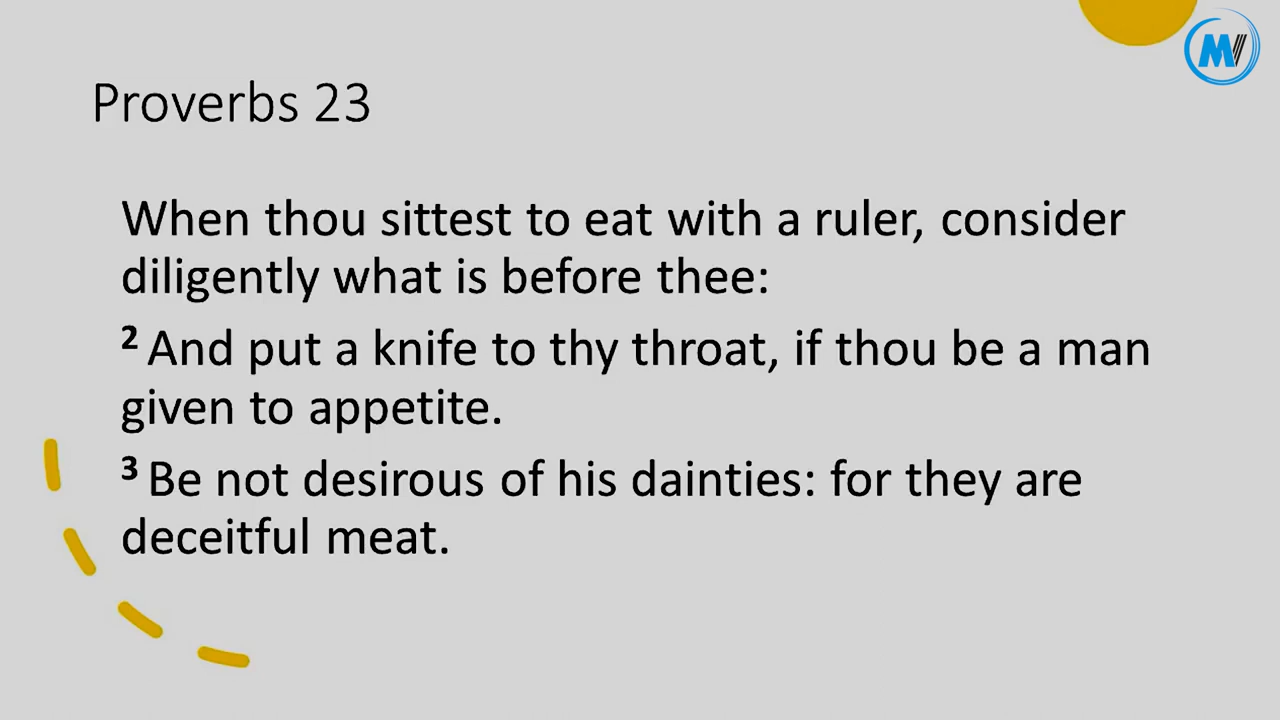 MV
Proverbs 23
When thou sittest to eat with a ruler, consider
diligently what is before thee:
2 And put a knife to thy throat, if thou be a man
given to appetite.
3 Be not desirous of his dainties: for they are
deceitful meat.